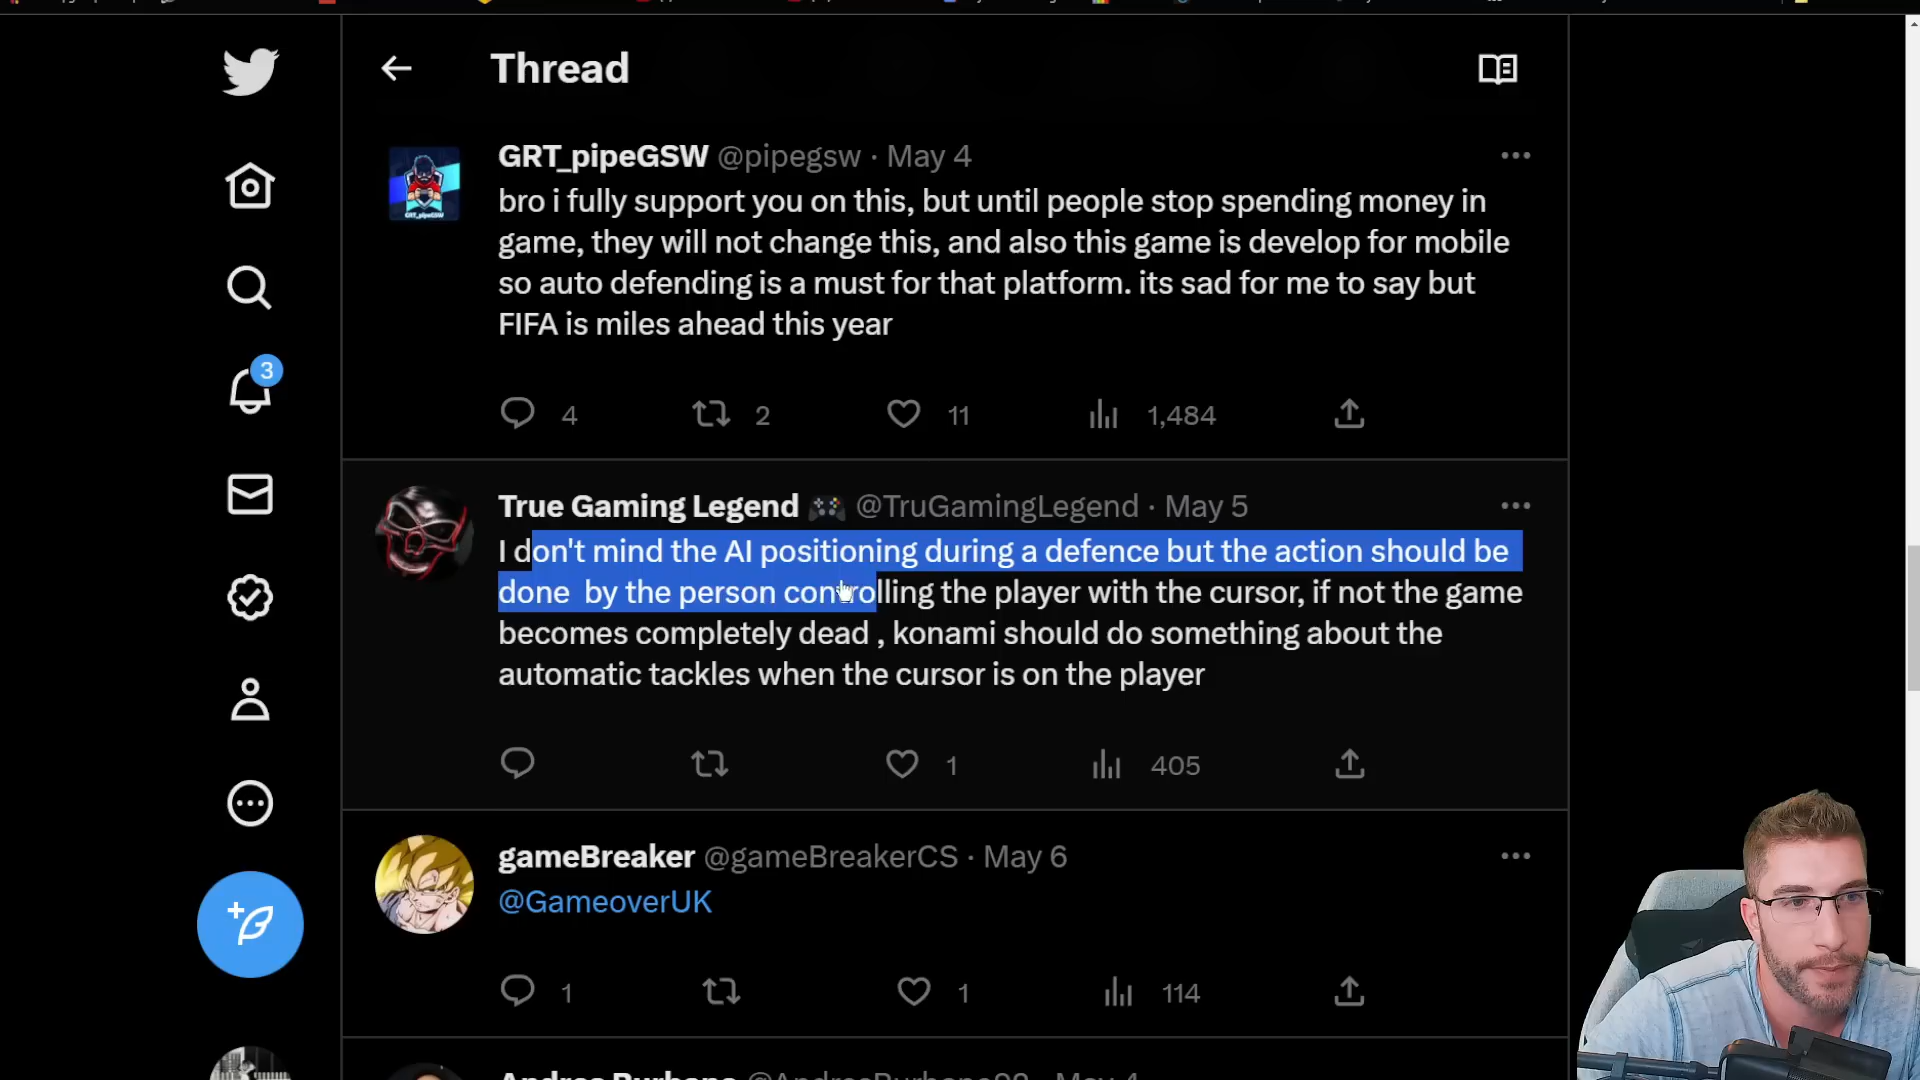 Thread
GRT_pipeGSW @pipegsw · May 4
bro i fully support you on this, but until people stop spending money in
game, they will not change this, and also this game is develop for mobile
so auto defending is a must for that platform. its sad for me to say but
FIFA is miles ahead this year
4 2 11 1,484
3
True Gaming Legend 🎮 @TruGamingLegend · May 5
I don't mind the AI positioning during a defence but the action should be
done  by the person controlling the player with the cursor, if not the game
becomes completely dead , konami should do something about the
automatic tackles when the cursor is on the player
1 405
gameBreaker @gameBreakerCS · May 6
@GameoverUK
1 1 114